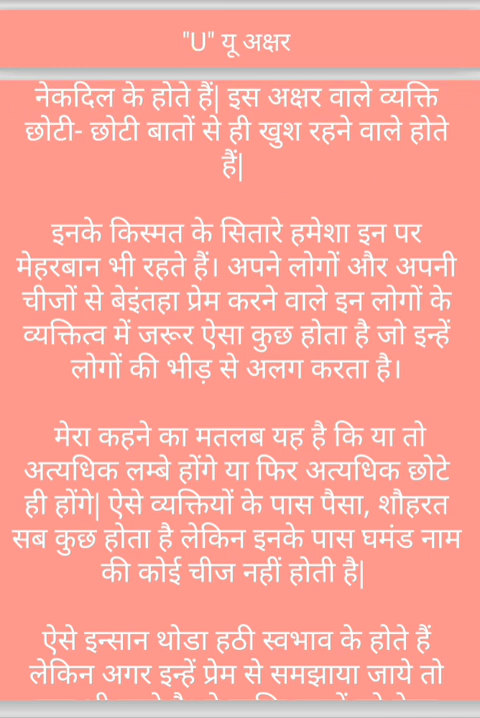 "U" यू अक्षर
नेकदिल के होते हैं| इस अक्षर वाले व्यक्ति
छोटी- छोटी बातों से ही खुश रहने वाले होते
हैं|
इनके किस्मत के सितारे हमेशा इन पर
मेहरबान भी रहते हैं। अपने लोगों और अपनी
चीजों से बेइंतहा प्रेम करने वाले इन लोगों के
व्यक्तित्व में जरूर ऐसा कुछ होता है जो इन्हें
लोगों की भीड़ से अलग करता है।
मेरा कहने का मतलब यह है कि या तो
अत्यधिक लम्बे होंगे या फिर अत्यधिक छोटे
ही होंगे| ऐसे व्यक्तियों के पास पैसा, शौहरत
सब कुछ होता है लेकिन इनके पास घमंड नाम
की कोई चीज नहीं होती है|
ऐसे इन्सान थोडा हठी स्वभाव के होते हैं
लेकिन अगर इन्हें प्रेम से समझाया जाये तो